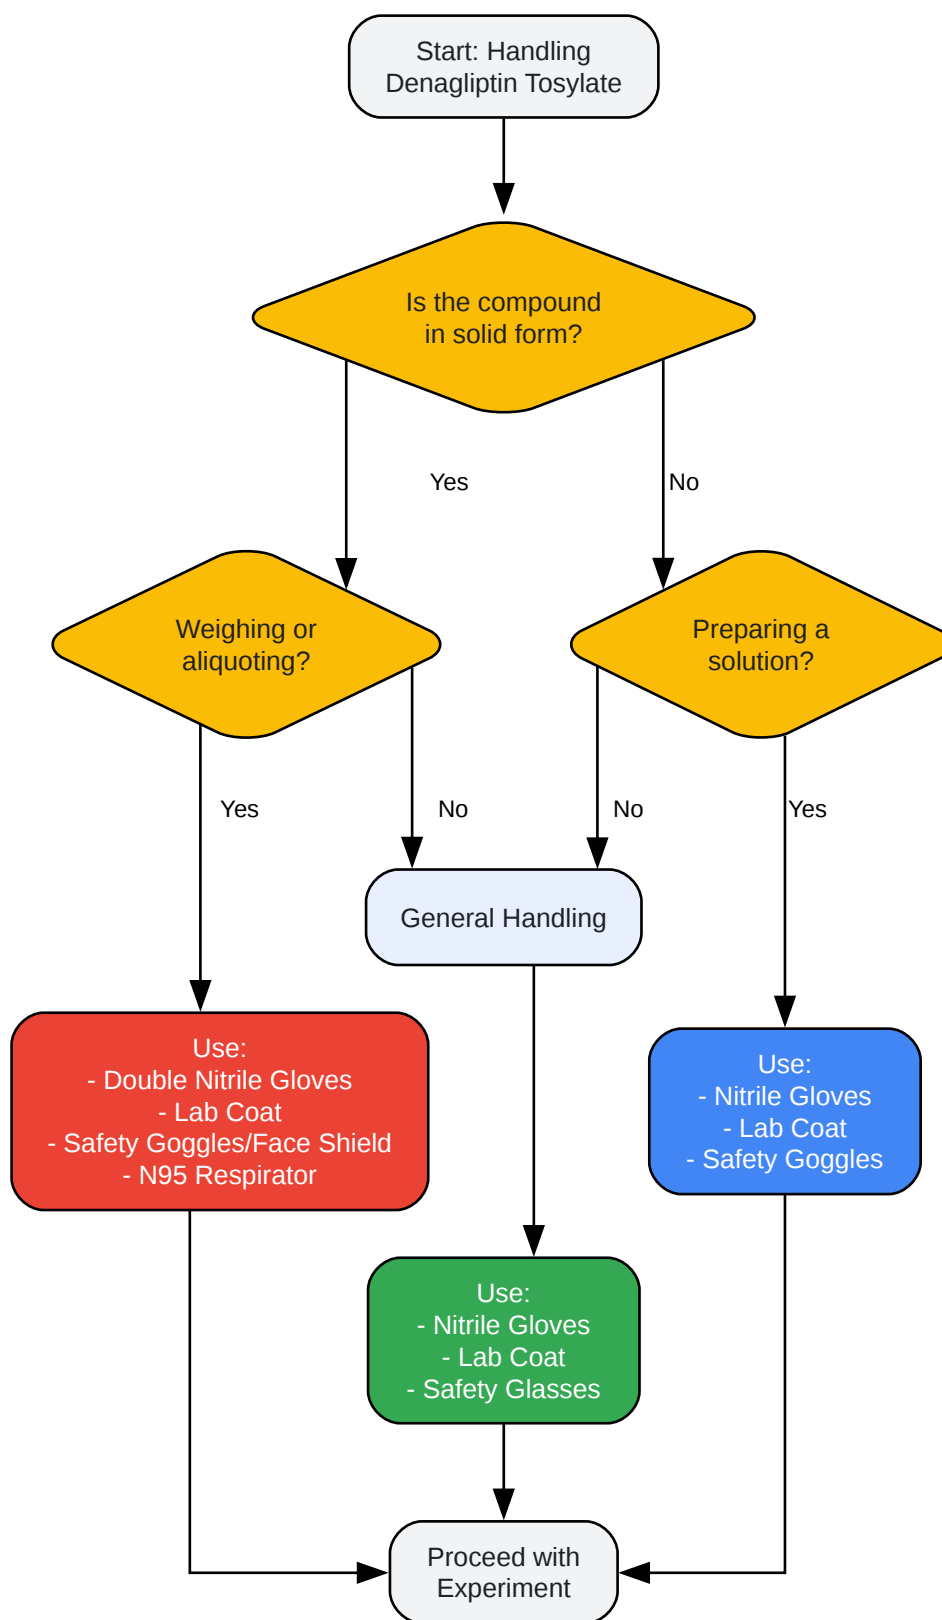 Start: Handling
Denagliptin Tosylate
Is the compound
in solid form?
Yes
No
Weighing or
aliquoting?
Preparing a
solution?
Yes
No
No
Yes
General Handling
Use:
- Double Nitrile Gloves
- Lab Coat
- Safety Goggles/Face Shield
- N95 Respirator
Use:
- Nitrile Gloves
- Lab Coat
- Safety Goggles
Use:
- Nitrile Gloves
- Lab Coat
- Safety Glasses
Proceed with
Experiment